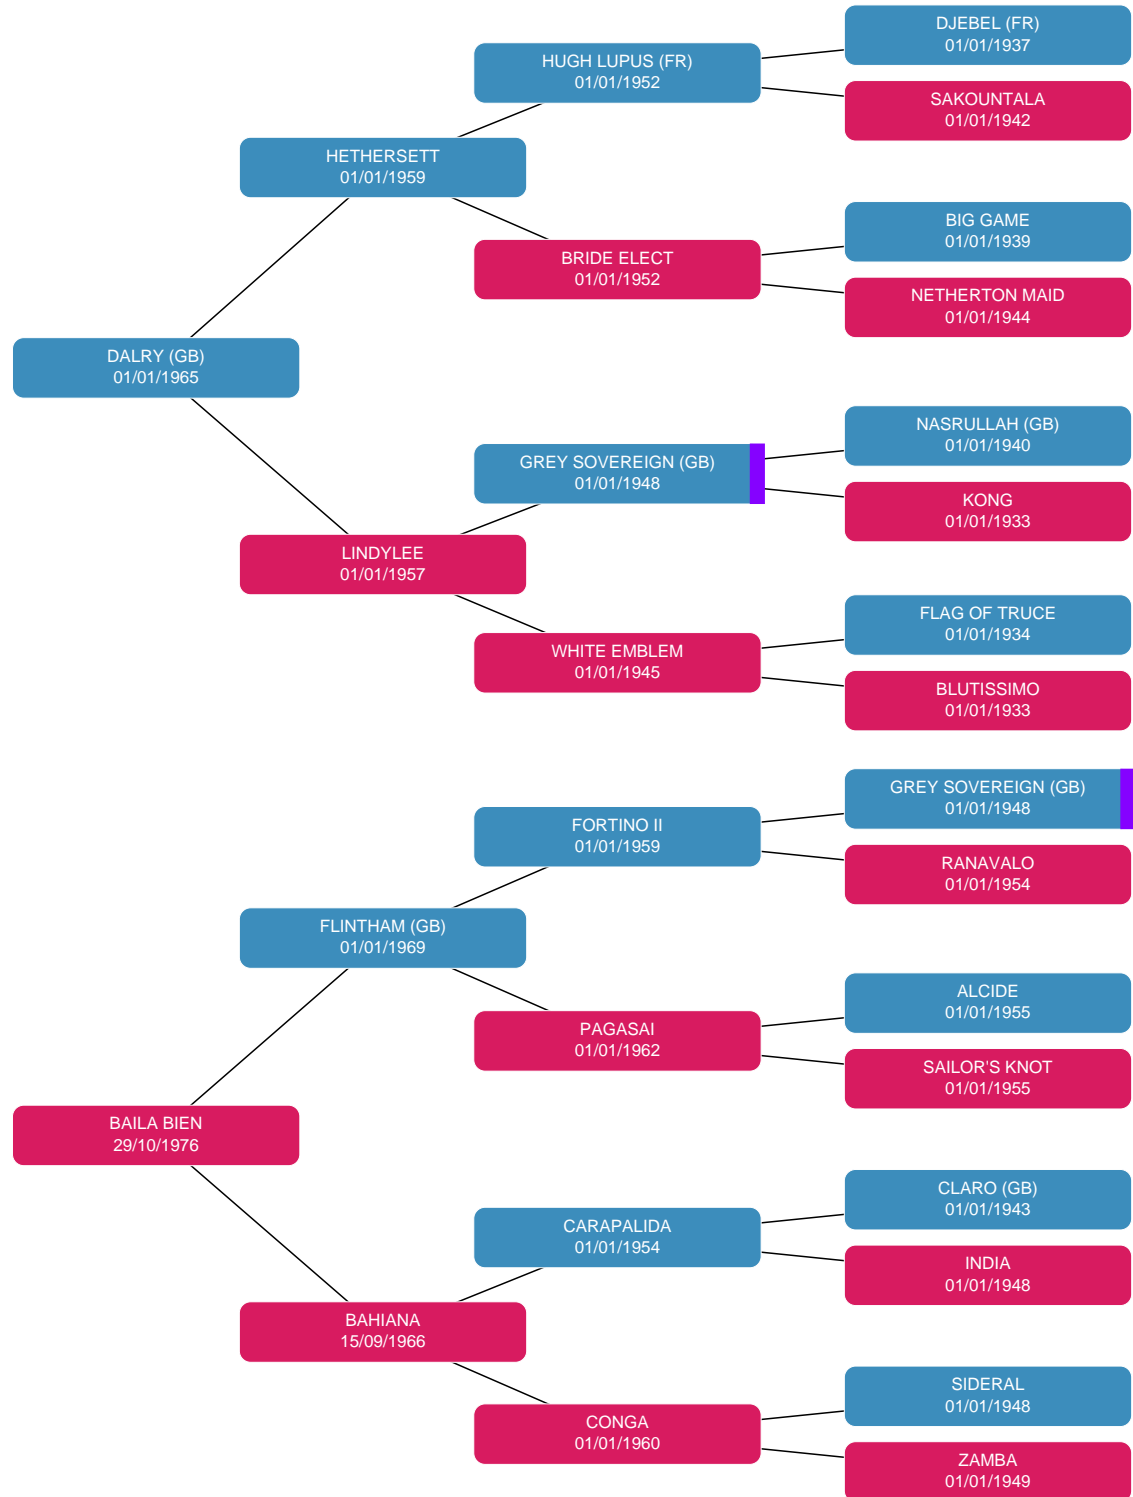 DJEBEL (FR)
01/01/1937
HUGH LUPUS (FR)
01/01/1952
SAKOUNTALA
01/01/1942
HETHERSETT
01/01/1959
BIG GAME
01/01/1939
BRIDE ELECT
01/01/1952
NETHERTON MAID
01/01/1944
DALRY (GB)
01/01/1965
NASRULLAH (GB)
01/01/1940
GREY SOVEREIGN (GB)
01/01/1948
KONG
01/01/1933
LINDYLEE
01/01/1957
FLAG OF TRUCE
01/01/1934
WHITE EMBLEM
01/01/1945
BLUTISSIMO
01/01/1933
GREY SOVEREIGN (GB)
01/01/1948
FORTINO II
01/01/1959
RANAVALO
01/01/1954
FLINTHAM (GB)
01/01/1969
ALCIDE
01/01/1955
PAGASAI
01/01/1962
SAILOR'S KNOT
01/01/1955
BAILA BIEN
29/10/1976
CLARO (GB)
01/01/1943
CARAPALIDA
01/01/1954
INDIA
01/01/1948
BAHIANA
15/09/1966
SIDERAL
01/01/1948
CONGA
01/01/1960
ZAMBA
01/01/1949